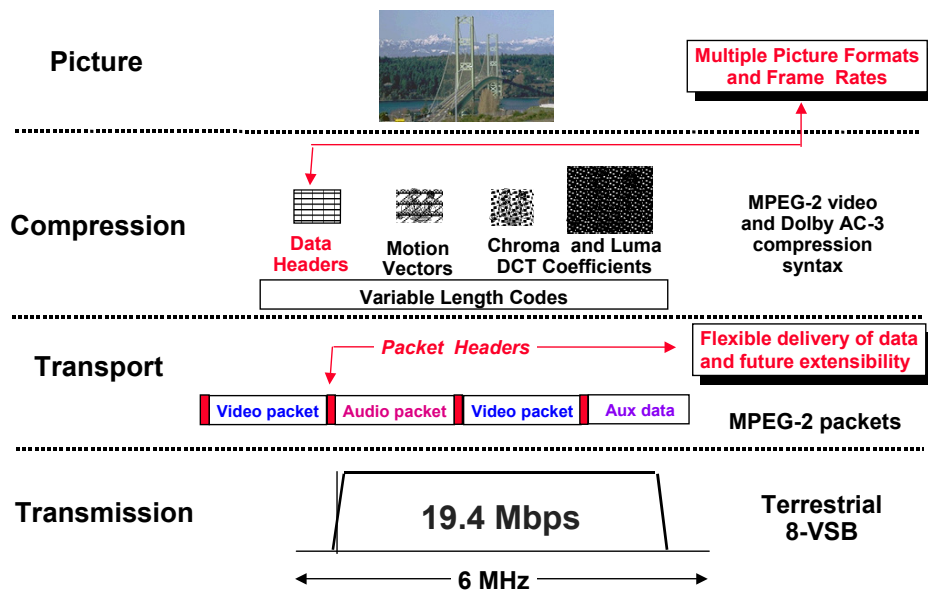 Picture
Multiple Picture Formats
and Frame Rates
Compression
Data
Headers
Motion
Vectors
Chroma and Luma
DCT Coefficients
Variable Length Codes
MPEG-2 video
and Dolby AC-3
compression
syntax
Transport
Packet Headers
Flexible delivery of data
and future extensibility
Video packet
Audio packet
Video packet
Aux data
MPEG-2 packets
Transmission
19.4 Mbps
Terrestrial
8-VSB
6 MHz